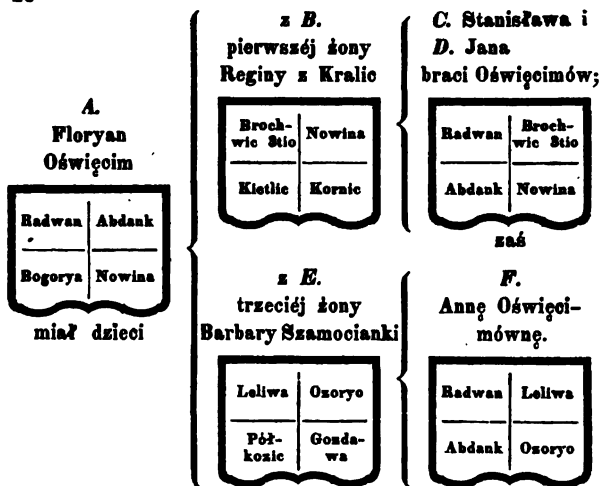 A.
Floryan
Oświęcim
Radwan Abdank
Bogorya Nowina
miał dzieci
z B.
pierwszéj żony
Reginy z Kralic
Broch-
wic Stio Nowina
Kietlic Kornic
C. Stanisława i
D. Jana
braci Oświęcimów;
Radwan Broch-
wic Stio
Abdank Nowina
zaś
z E.
trzeciéj żony
Barbary Szamocianki
Leliwa Ozoryo
Pół-
kozic Gozda-
wa
F.
Annę Oświęci-
mównę.
Radwan Leliwa
Abdank Ozoryo